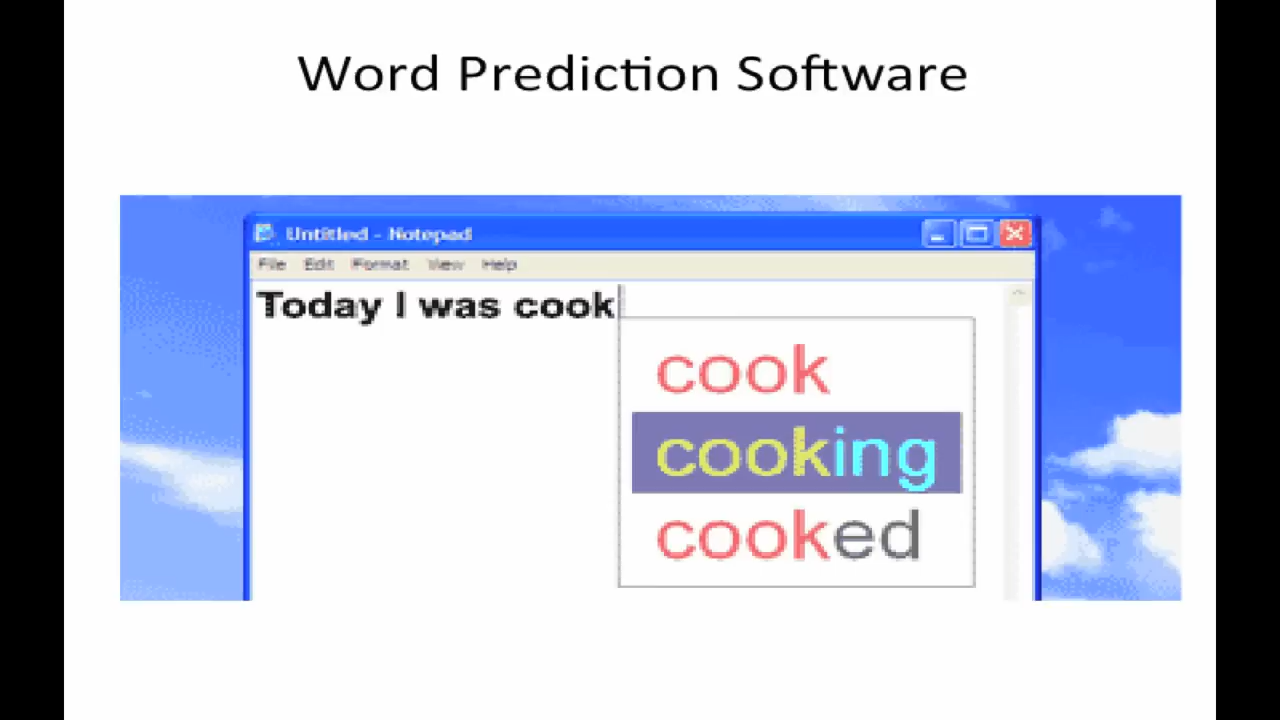 Word Prediction Software
Untitled - Notepad
File Edit Format View Help
Today I was cook
cook
cooking
cooked